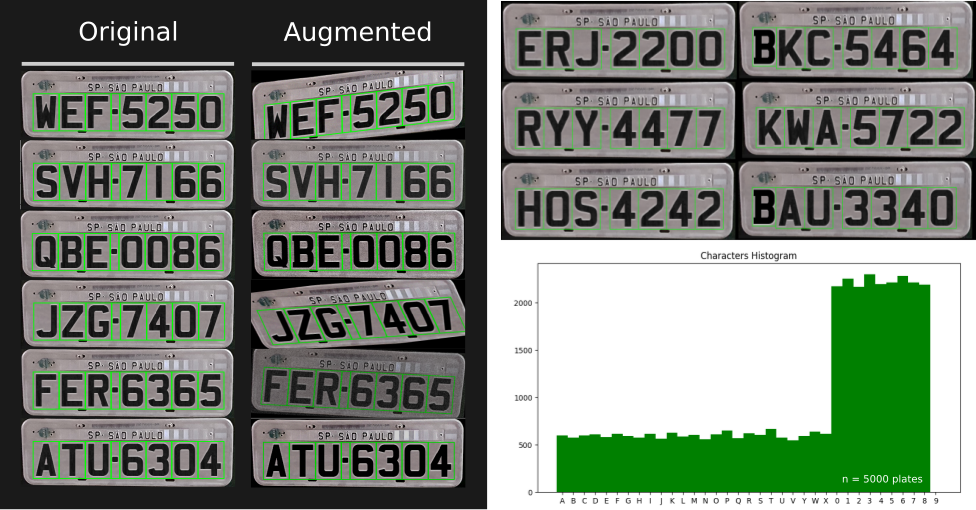 Original
Augmented
SP SAO PAULO
WEF·5250
SP SAO PAULO
WEF·5250
SP SAO PAULO
SVH·7166
SP SAO PAULO
SVH·7166
SP SAO PAULO
QBE·0086
SP SAO PAULO
QBE·0086
SP SAO PAULO
JZG·7407
SP SAO PAULO
JZG·7407
SP SAO PAULO
FER·6365
SP SAO PAULO
FER·6365
SP SAO PAULO
ATU·6304
SP SAO PAULO
ATU·6304
SP SAO PAULO
ERJ·2200
SP SAO PAULO
BKC·5464
SP SAO PAULO
RYY·4477
SP SAO PAULO
KWA·5722
SP SAO PAULO
HOS·4242
SP SAO PAULO
BAU·3340
Characters Histogram
2000
1500
1000
500
0
n = 5000 plates
A B C D E F G H I J K L M N O P Q R S T U V Y W X 0 1 2 3 4 5 6 7 8 9